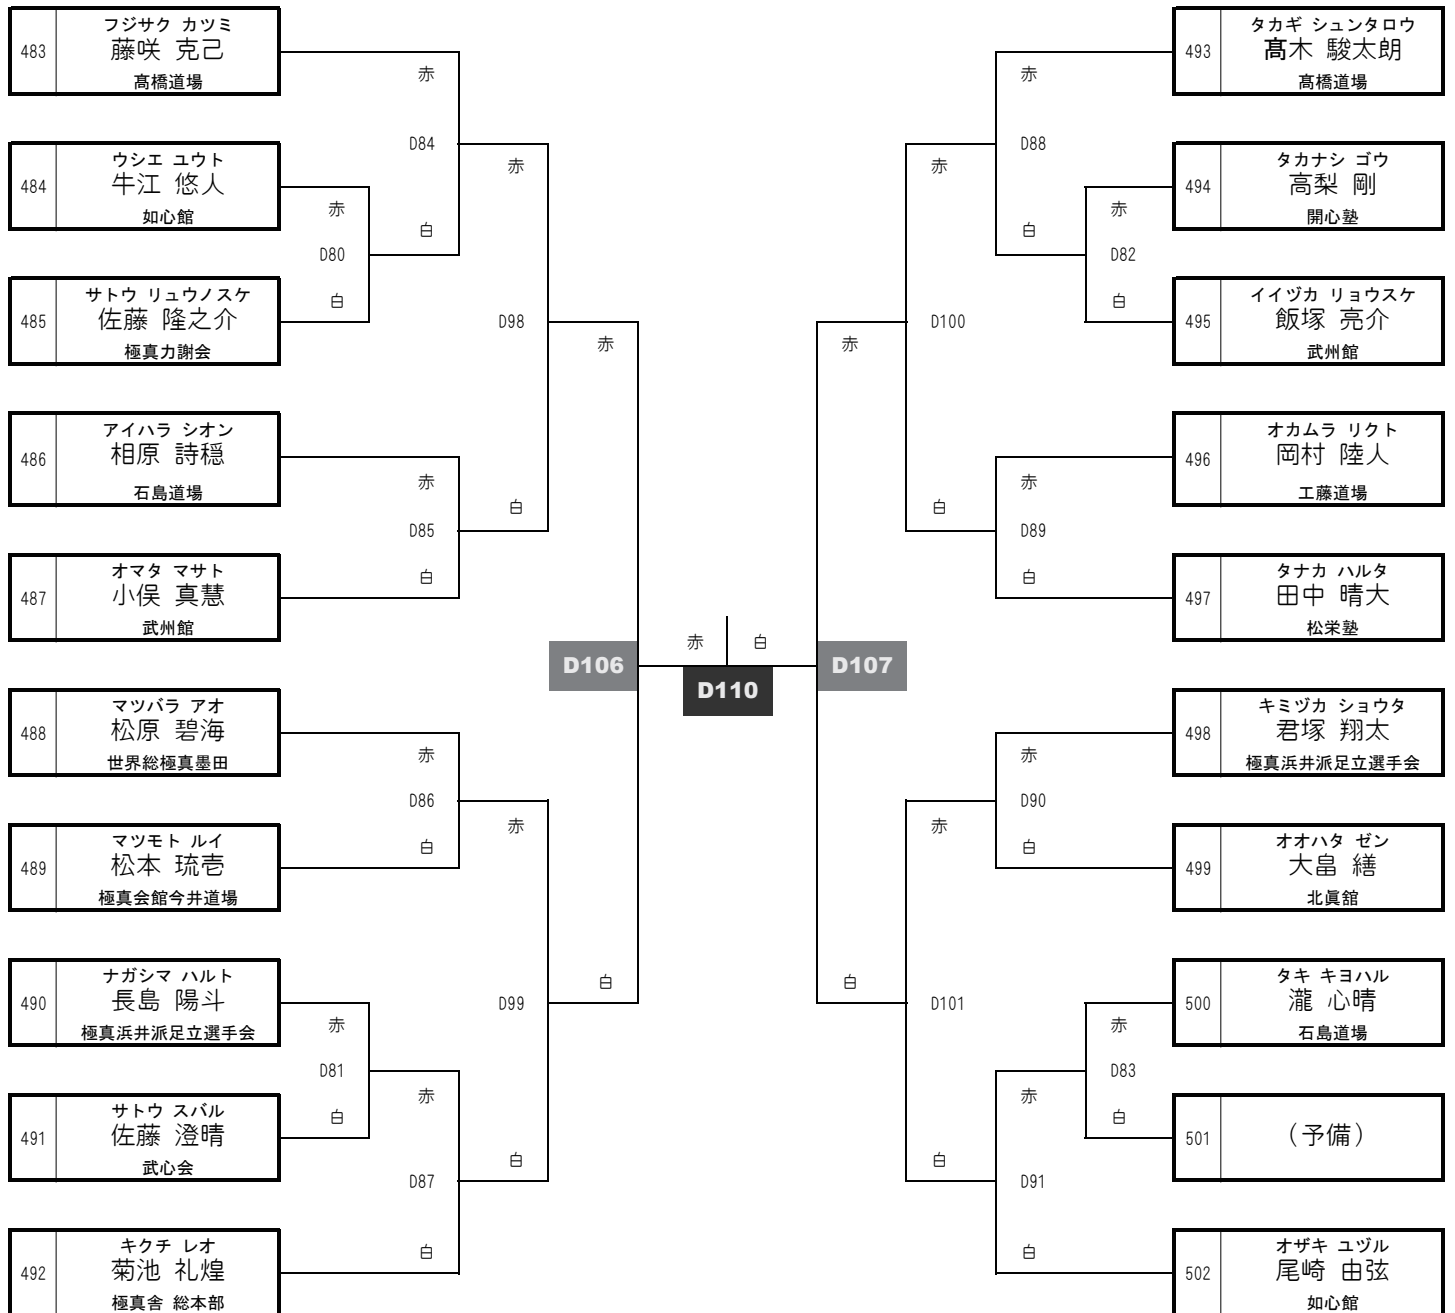 フジサク カツミ
483 藤咲 克己
髙橋道場
ウシエ ユウト
484 牛江 悠人
如心館
サトウ リュウノスケ
485 佐藤 隆之介
極真力謝会
アイハラ シオン
486 相原 詩穏
石島道場
オマタ マサト
487 小俣 真慧
武州館
マツバラ アオ
488 松原 碧海
世界総極真墨田
マツモト ルイ
489 松本 琉壱
極真会館今井道場
ナガシマ ハルト
490 長島 陽斗
極真浜井派足立選手会
サトウ スバル
491 佐藤 澄晴
武心会
キクチ レオ
492 菊池 礼煌
極真舎 総本部
赤
D80
白
赤
D81
白
赤
D84
白
赤
D85
白
赤
D86
白
赤
D87
白
赤
D98
白
赤
D99
白
赤
D106
白
赤 白
D110
赤
D107
白
赤
D100
白
赤
D101
白
赤
D88
白
赤
D89
白
赤
D90
白
赤
D91
白
赤
D82
白
赤
D83
白
タカギ シュンタロウ
493 髙木 駿太朗
髙橋道場
タカナシ ゴウ
494 高梨 剛
開心塾
イイヅカ リョウスケ
495 飯塚 亮介
武州館
オカムラ リクト
496 岡村 陸人
工藤道場
タナカ ハルタ
497 田中 晴大
松栄塾
キミヅカ ショウタ
498 君塚 翔太
極真浜井派足立選手会
オオハタ ゼン
499 大畠 繕
北眞舘
タキ キヨハル
500 瀧 心晴
石島道場
501 （予備）
オザキ ユヅル
502 尾崎 由弦
如心館